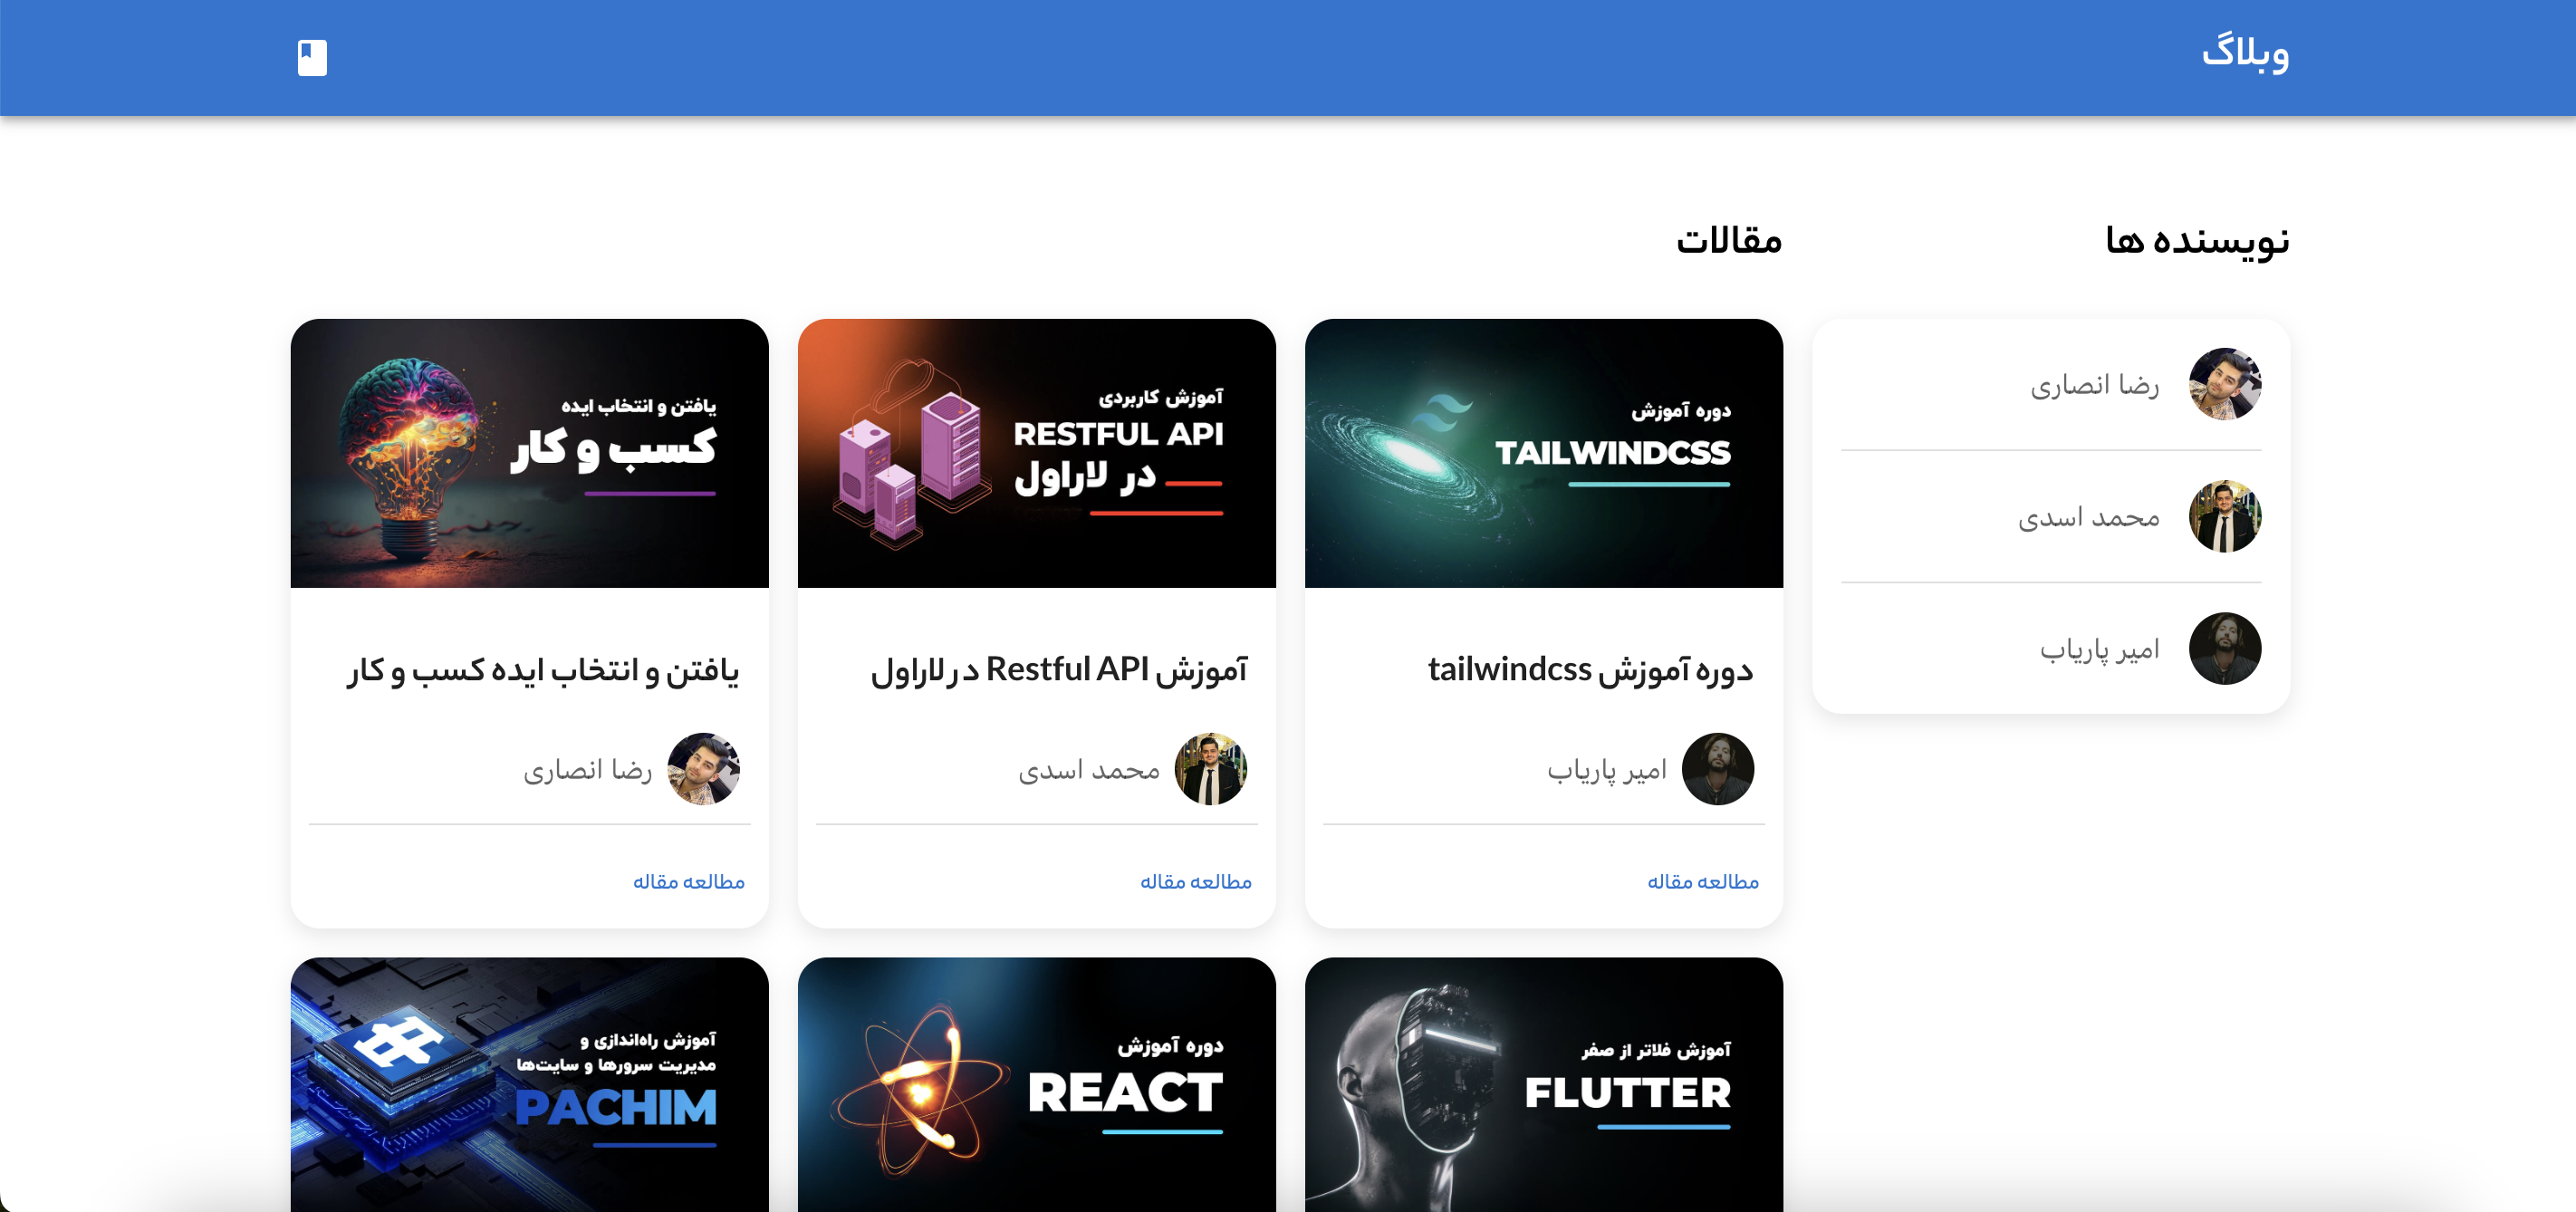 وبلاگ
نویسنده ها
رضا انصاری
محمد اسدی
امیر پاریاب
مقالات
دوره آموزش
TAILWINDCSS
دوره آموزش tailwindcss
امیر پاریاب
مطالعه مقاله
آموزش کاربردی
RESTFUL API
در لاراول
آموزش Restful API در لاراول
محمد اسدی
مطالعه مقاله
یافتن و انتخاب ایده
کسب و کار
یافتن و انتخاب ایده کسب و کار
رضا انصاری
مطالعه مقاله
آموزش فلاتر از صفر
FLUTTER
دوره آموزش
REACT
آموزش راه‌اندازی و
مدیریت سرورها و سایت‌ها
PACHIM